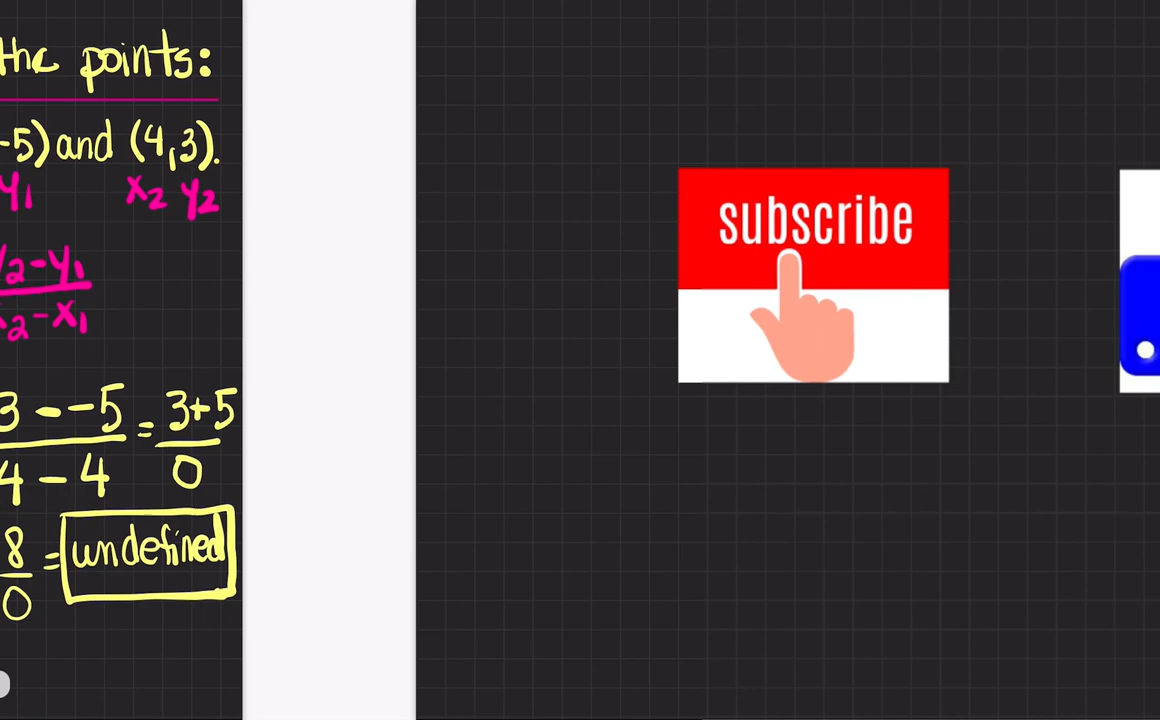 the points:
-5) and (4,3).
y₁ x₂ y₂
y₂-y₁
x₂-x₁
3--5 = 3+5
4-4 0
8 = undefined
0
subscribe